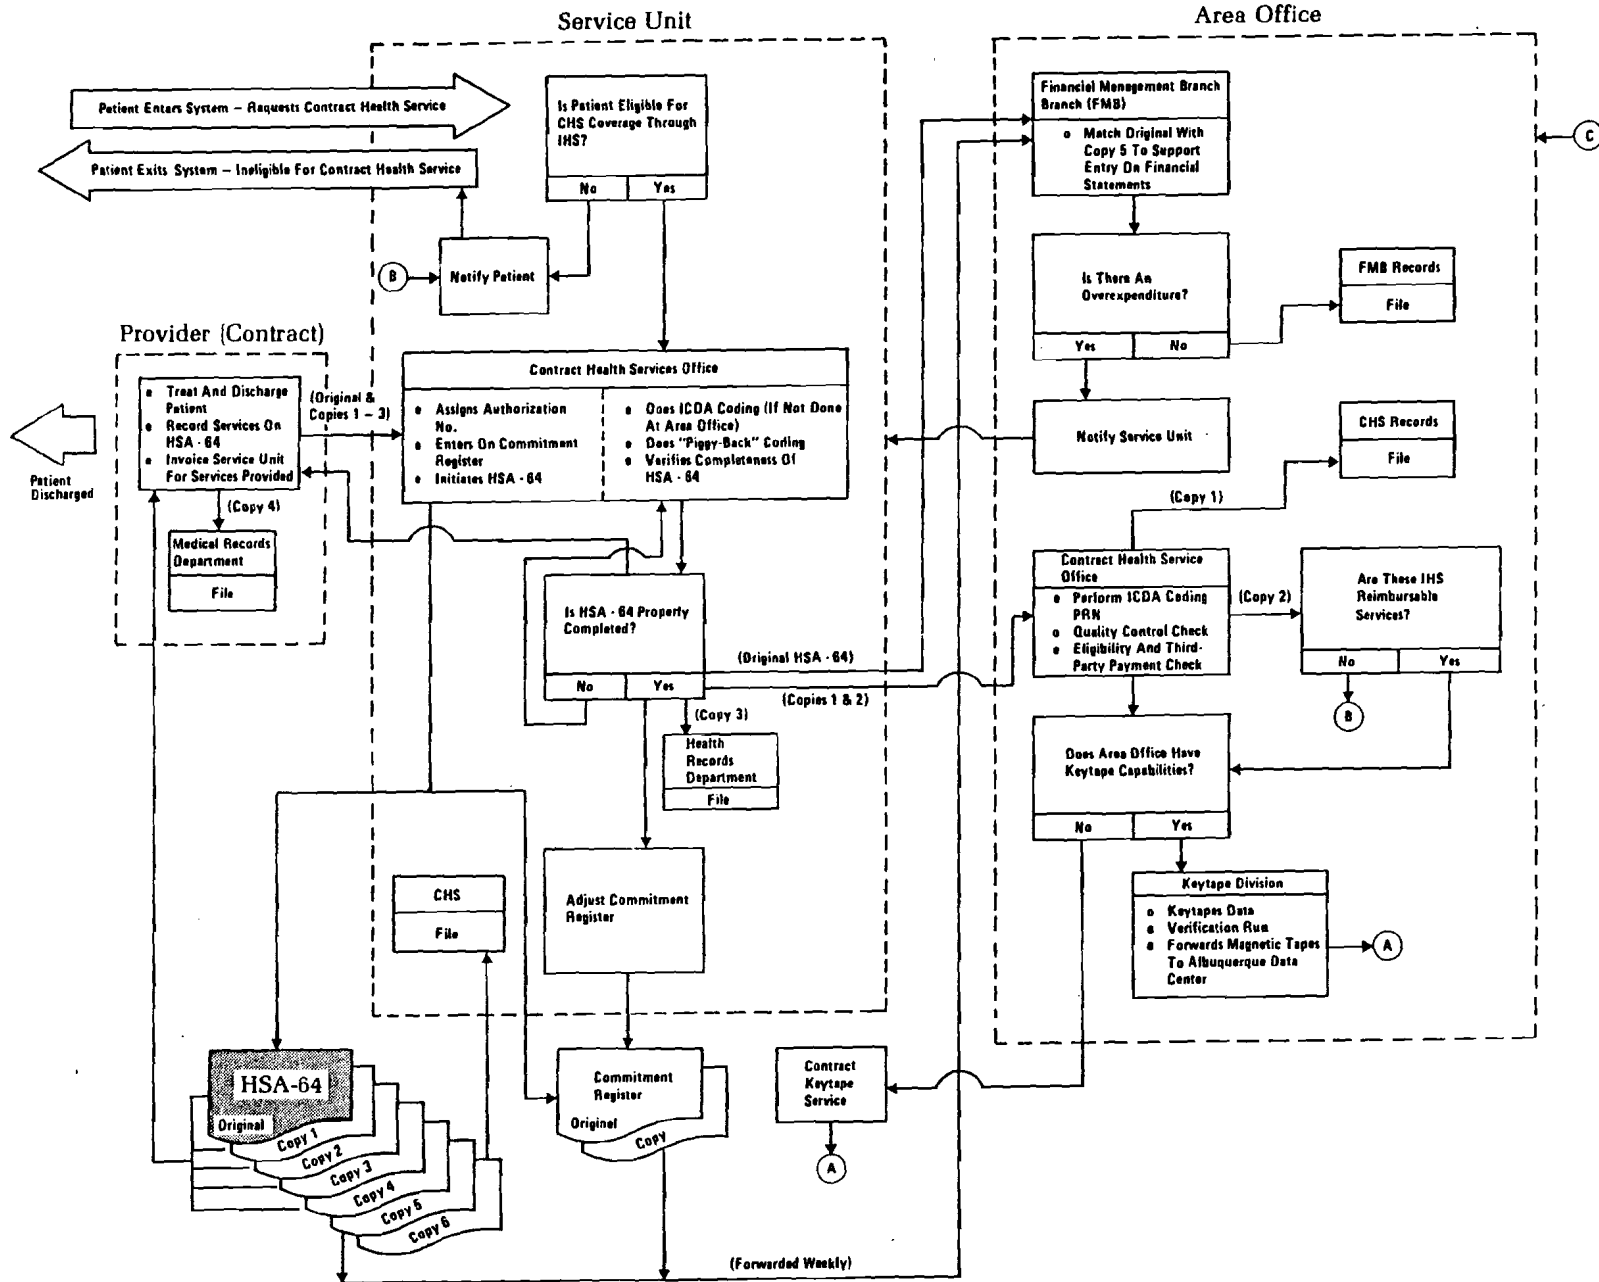 Service Unit
Area Office
Patient Enters System – Requests Contract Health Service
Patient Exits System – Ineligible For Contract Health Service
Is Patient Eligible For
CHS Coverage Through
IHS?
No
Yes
B
Notify Patient
Financial Management Branch
Branch (FMB)
Match Original With
Copy 5 To Support
Entry On Financial
Statements
C
Is There An
Overexpenditure?
Yes
No
FMB Records
File
Notify Service Unit
CHS Records
File
Provider (Contract)
Treat And Discharge
Patient
Record Services On
HSA - 64
Invoice Service Unit
For Services Provided
(Original &
Copies 1 – 3)
Patient
Discharged
(Copy 4)
Medical Records
Department
File
Contract Health Services Office
Assigns Authorization
No.
Enters On Commitment
Register
Initiates HSA - 64
Does ICDA Coding (If Not Done
At Area Office)
Does "Piggy-Back" Coding
Verifies Completeness Of
HSA - 64
(Copy 1)
Is HSA - 64 Properly
Completed?
No
Yes
(Original HSA - 64)
(Copies 1 & 2)
(Copy 3)
Health
Records
Department
File
Contract Health Service
Office
Perform ICDA Coding
PRN
Quality Control Check
Eligibility And Third-
Party Payment Check
(Copy 2)
Are These IHS
Reimbursable
Services?
No
Yes
B
Does Area Office Have
Keytape Capabilities?
No
Yes
Keytape Division
Keytapes Data
Verification Run
Forwards Magnetic Tapes
To Albuquerque Data
Center
A
CHS
File
Adjust Commitment
Register
HSA-64
Original
Copy 1
Copy 2
Copy 3
Copy 4
Copy 5
Copy 6
Commitment
Register
Original
Copy
Contract
Keytape
Service
A
(Forwarded Weekly)